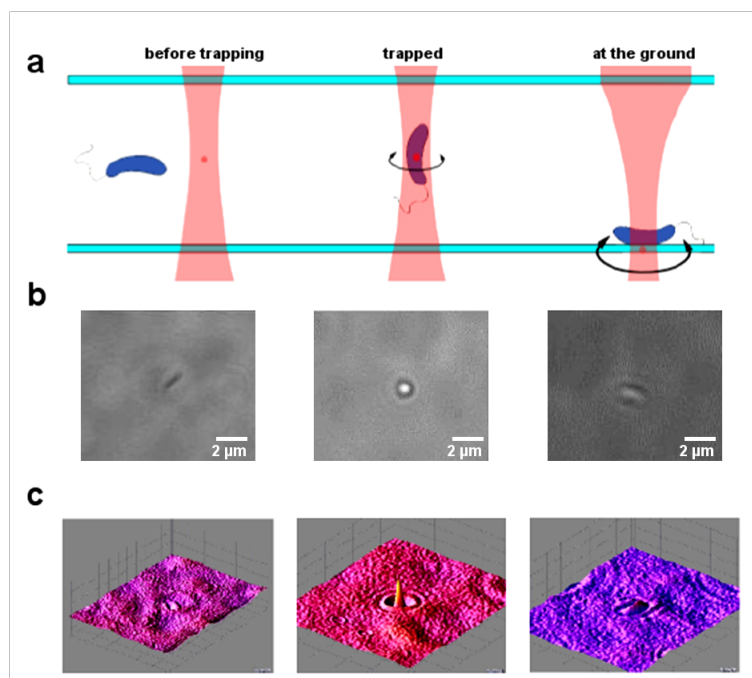 before trapping trapped at the ground
a
b
2 µm 2 µm 2 µm
c